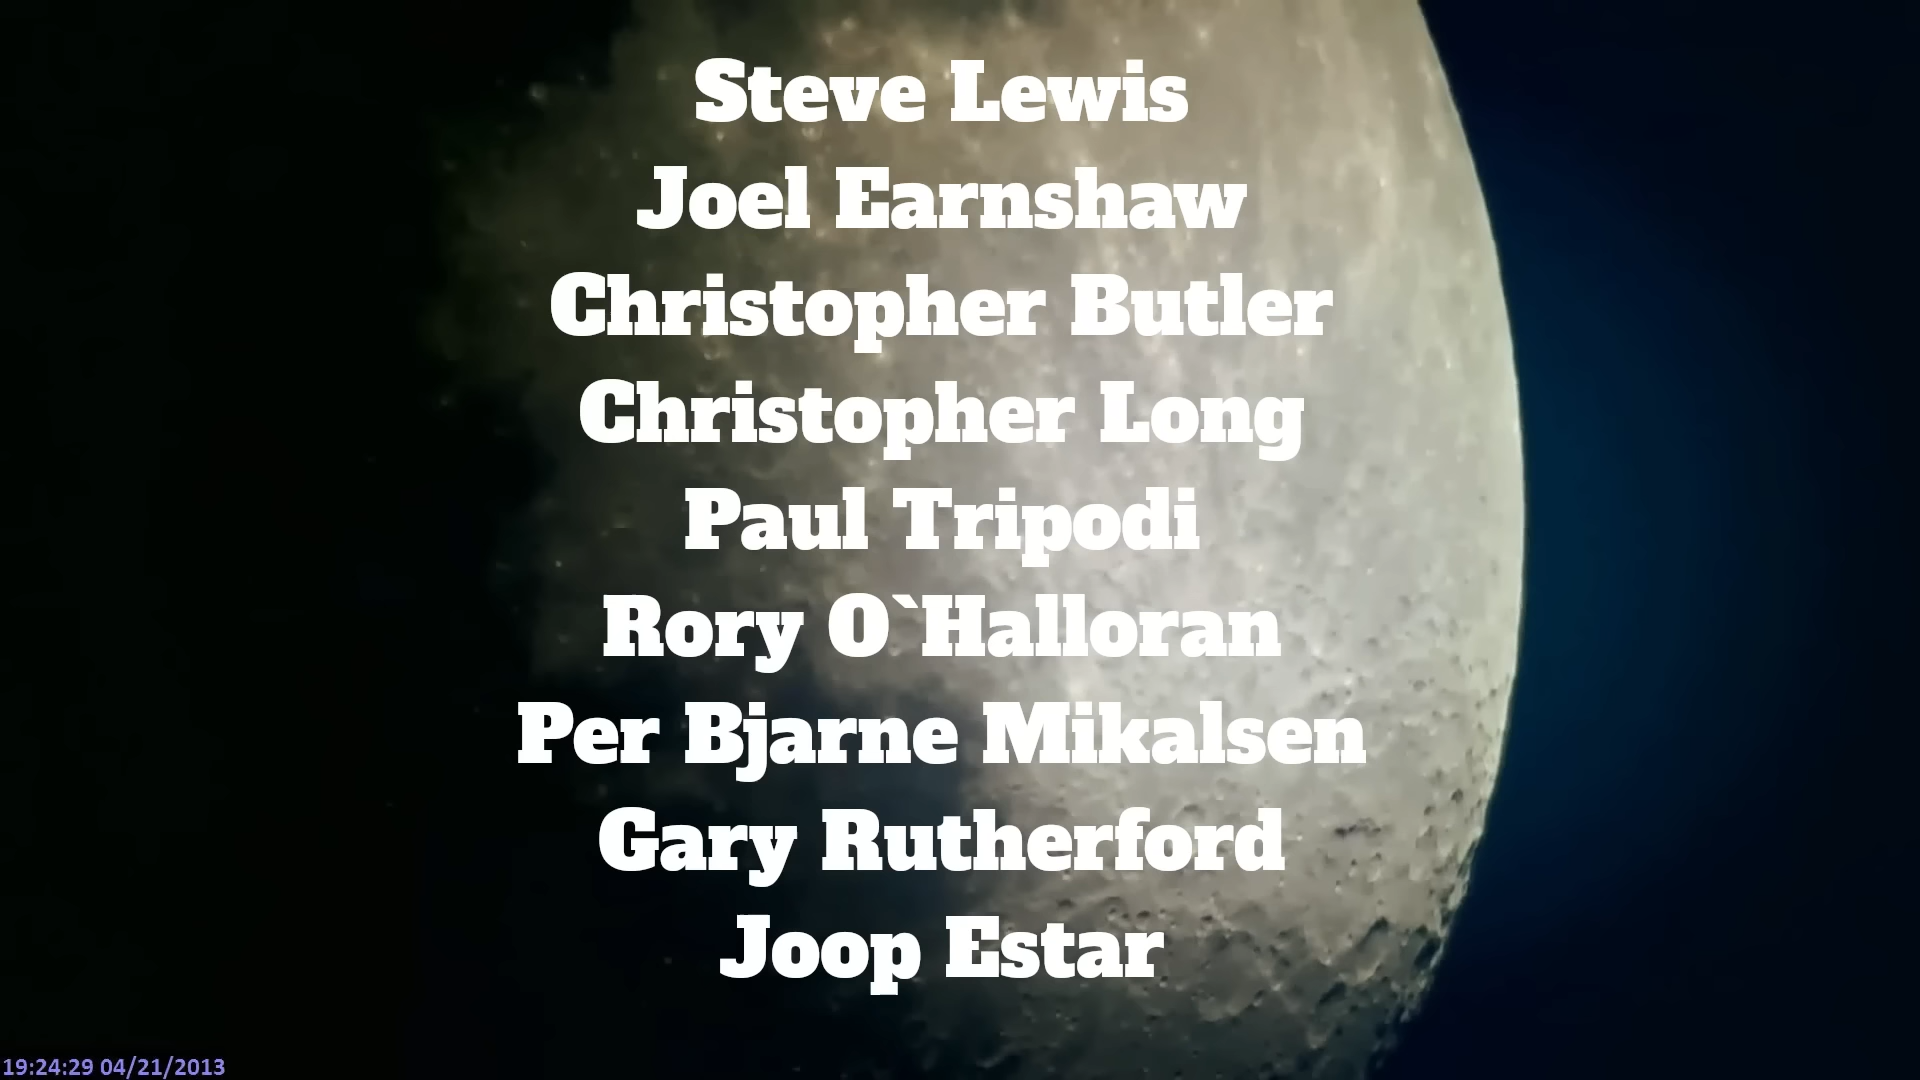 Steve Lewis
Joel Earnshaw
Christopher Butler
Christopher Long
Paul Tripodi
Rory O`Halloran
Per Bjarne Mikalsen
Gary Rutherford
Joop Estar
19:24:29 04/21/2013